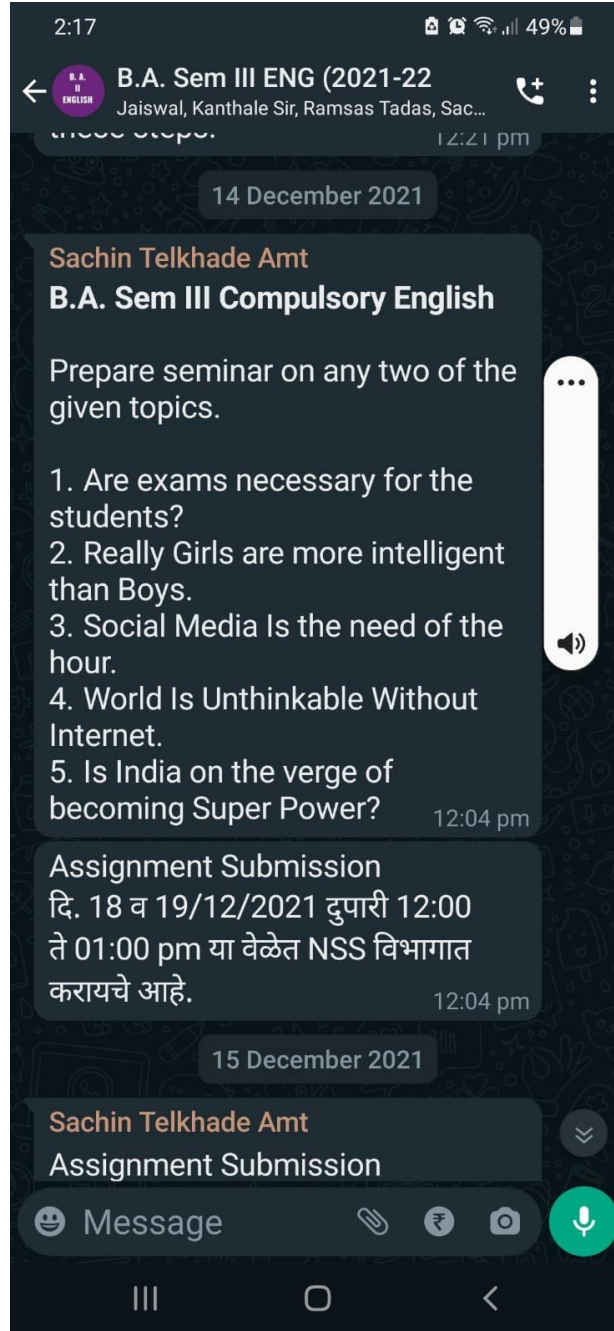 2:17
49%
B. A.
II
ENGLISH
B.A. Sem III ENG (2021-22
Jaiswal, Kanthale Sir, Ramsas Tadas, Sac...
these steps.
12:21 pm
14 December 2021
Sachin Telkhade Amt
B.A. Sem III Compulsory English
Prepare seminar on any two of the
given topics.
1. Are exams necessary for the
students?
2. Really Girls are more intelligent
than Boys.
3. Social Media Is the need of the
hour.
4. World Is Unthinkable Without
Internet.
5. Is India on the verge of
becoming Super Power?
12:04 pm
Assignment Submission
दि. 18 व 19/12/2021 दुपारी 12:00
ते 01:00 pm या वेळेत NSS विभागात
करायचे आहे.
12:04 pm
15 December 2021
Sachin Telkhade Amt
Assignment Submission
Message